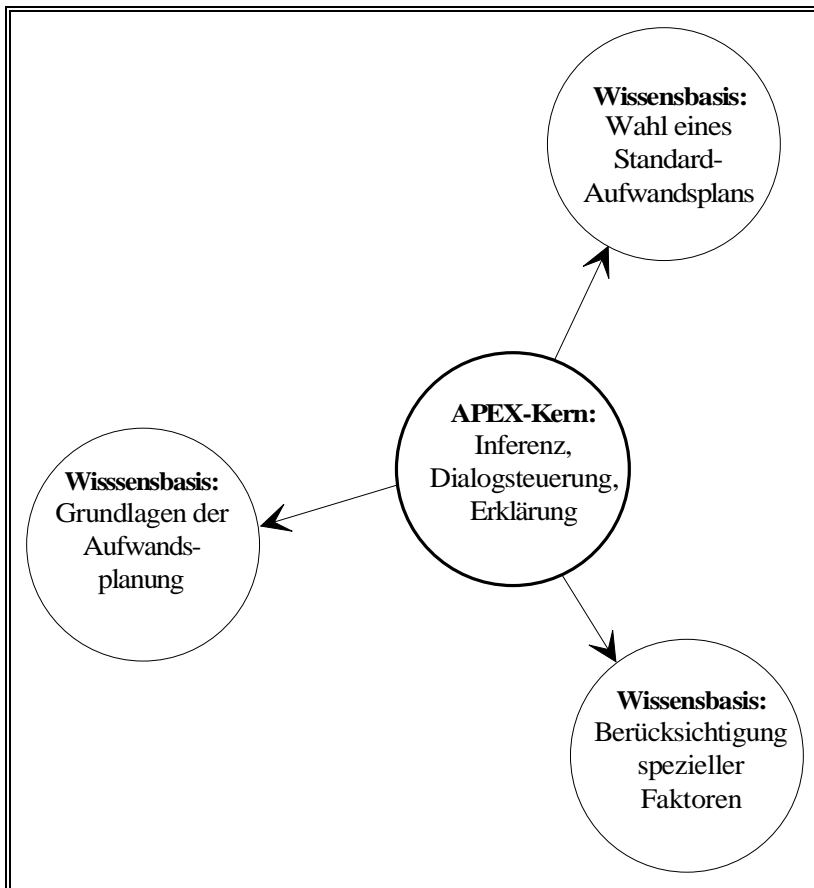 Wissensbasis:
Wahl eines
Standard-
Aufwandsplans
APEX-Kern:
Inferenz,
Dialogsteuerung,
Erklärung
Wisssensbasis:
Grundlagen der
Aufwands-
planung
Wissensbasis:
Berücksichtigung
spezieller
Faktoren